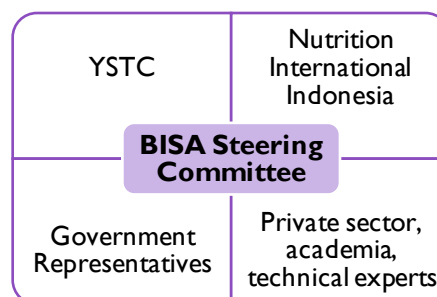 YSTC
Nutrition
International
Indonesia
BISA Steering
Committee
Government
Representatives
Private sector,
academia,
technical experts